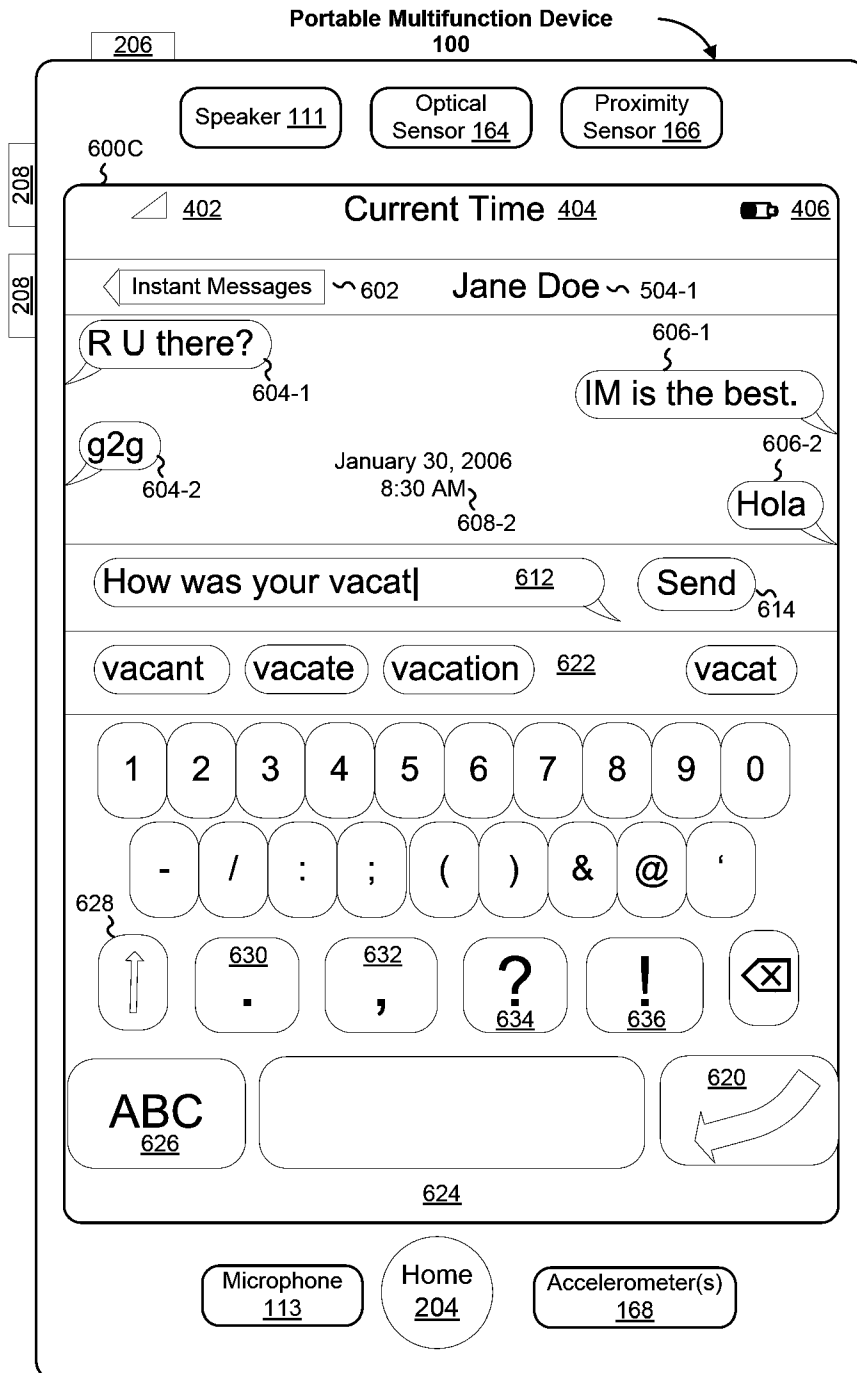 Portable Multifunction Device
100
206
Speaker 111
Optical
Sensor 164
Proximity
Sensor 166
600C
208
208
402
Current Time 404
406
Instant Messages
602
Jane Doe
504-1
R U there?
604-1
606-1
IM is the best.
g2g
604-2
January 30, 2006
8:30 AM
608-2
606-2
Hola
How was your vacat
612
Send
614
vacant
vacate
vacation
622
vacat
1 2 3 4 5 6 7 8 9 0
- / : ; ( ) & @ ‘
628
630
.
632
,
?
634
!
636
ABC
626
620
624
Microphone
113
Home
204
Accelerometer(s)
168